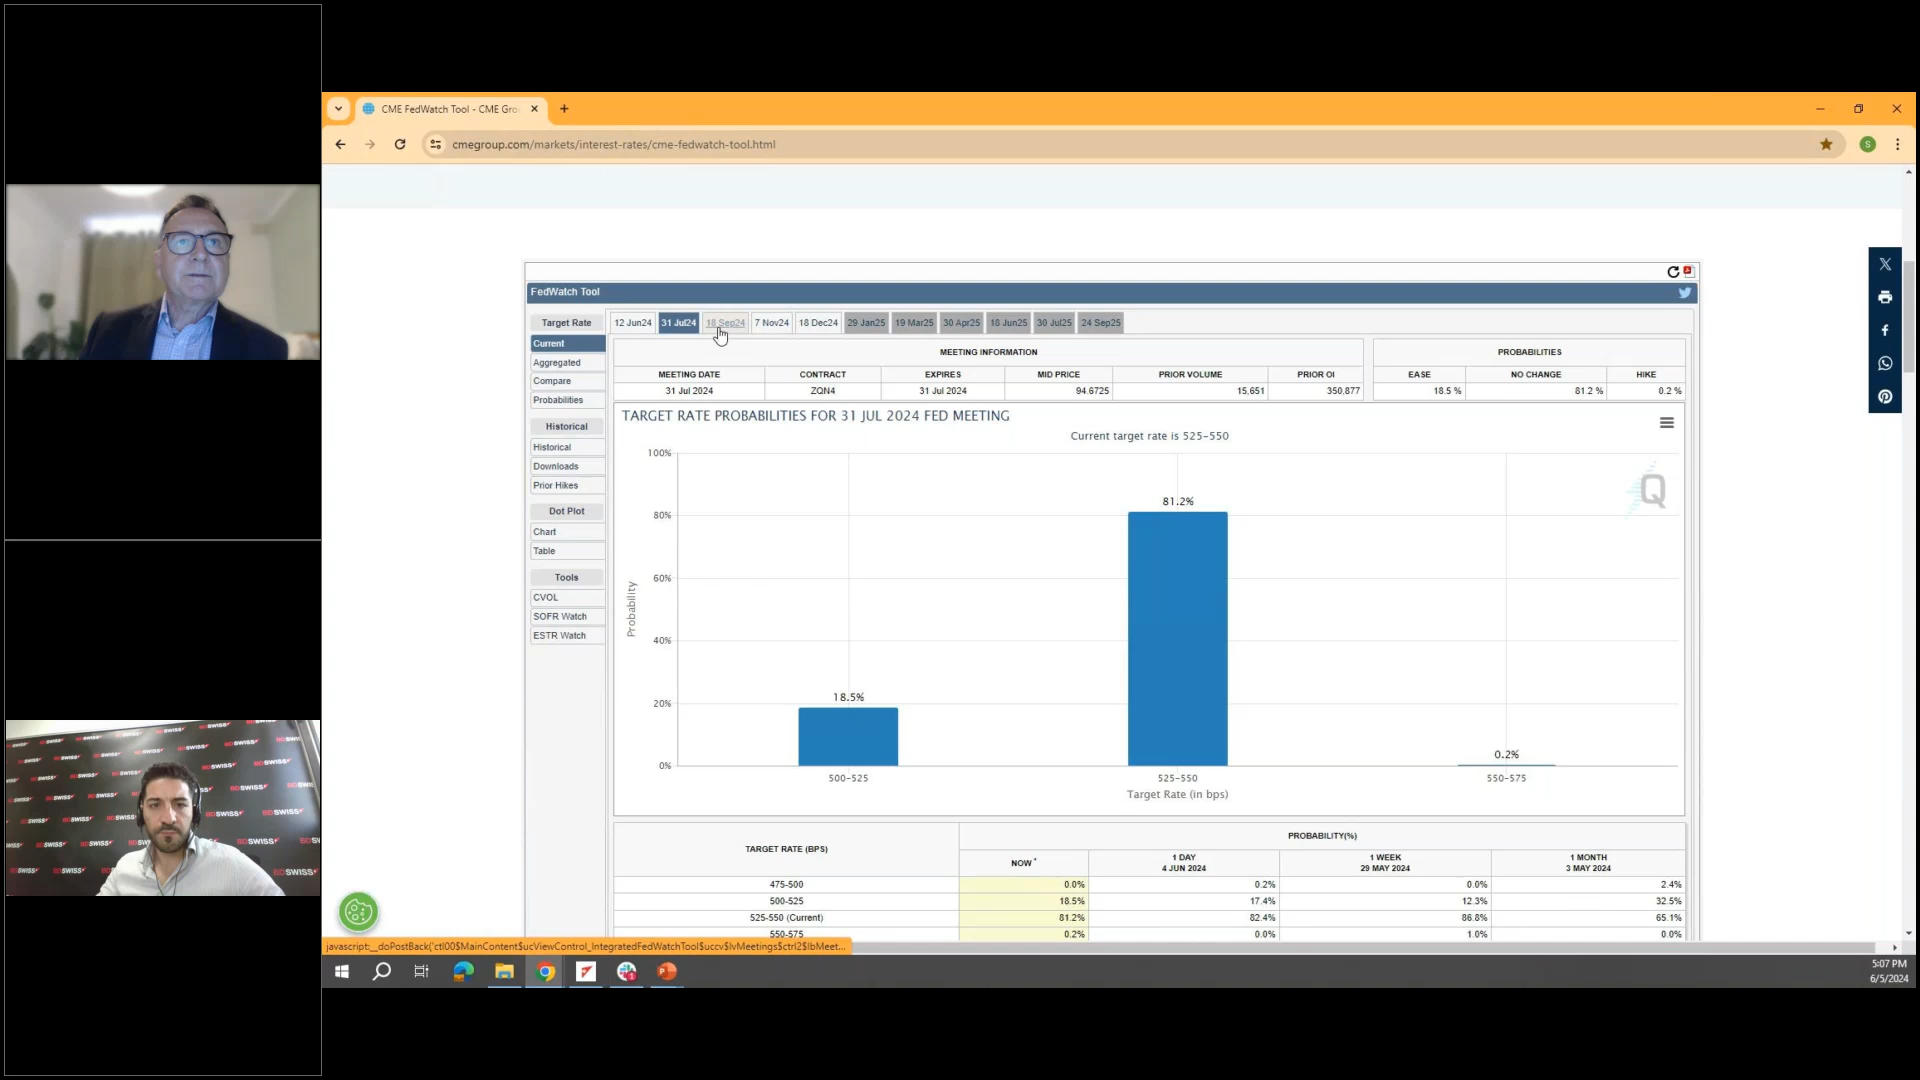 CME FedWatch Tool - CME Gro
cmegroup.com/markets/interest-rates/cme-fedwatch-tool.html
S
FedWatch Tool
Target Rate
Current
Aggregated
Compare
Probabilities
Historical
Historical
Downloads
Prior Hikes
Dot Plot
Chart
Table
Tools
CVOL
SOFR Watch
ESTR Watch
12 Jun24 31 Jul24 18 Sep24 7 Nov24 18 Dec24 29 Jan25 19 Mar25 30 Apr25 18 Jun25 30 Jul25 24 Sep25
MEETING INFORMATION
MEETING DATE CONTRACT EXPIRES MID PRICE PRIOR VOLUME PRIOR OI
31 Jul 2024 ZQN4 31 Jul 2024 94.6725 15,651 350,877
PROBABILITIES
EASE NO CHANGE HIKE
18.5 % 81.2 % 0.2 %
TARGET RATE PROBABILITIES FOR 31 JUL 2024 FED MEETING
Current target rate is 525-550
Probability
100%
80%
60%
40%
20%
0%
18.5%
81.2%
0.2%
500-525 525-550 550-575
Target Rate (in bps)
Q
TARGET RATE (BPS) PROBABILITY(%)
NOW * 1 DAY 4 JUN 2024 1 WEEK 29 MAY 2024 1 MONTH 3 MAY 2024
475-500 0.0% 0.2% 0.0% 2.4%
500-525 18.5% 17.4% 12.3% 32.5%
525-550 (Current) 81.2% 82.4% 86.8% 65.1%
550-575 0.2% 0.0% 1.0% 0.0%
javascript:__doPostBack('ctl00$MainContent$ucViewControl_IntegratedFedWatchTool$uccv$lvMeetings$ctrl2$lbMeet...
5:07 PM
6/5/2024
BDSWISS